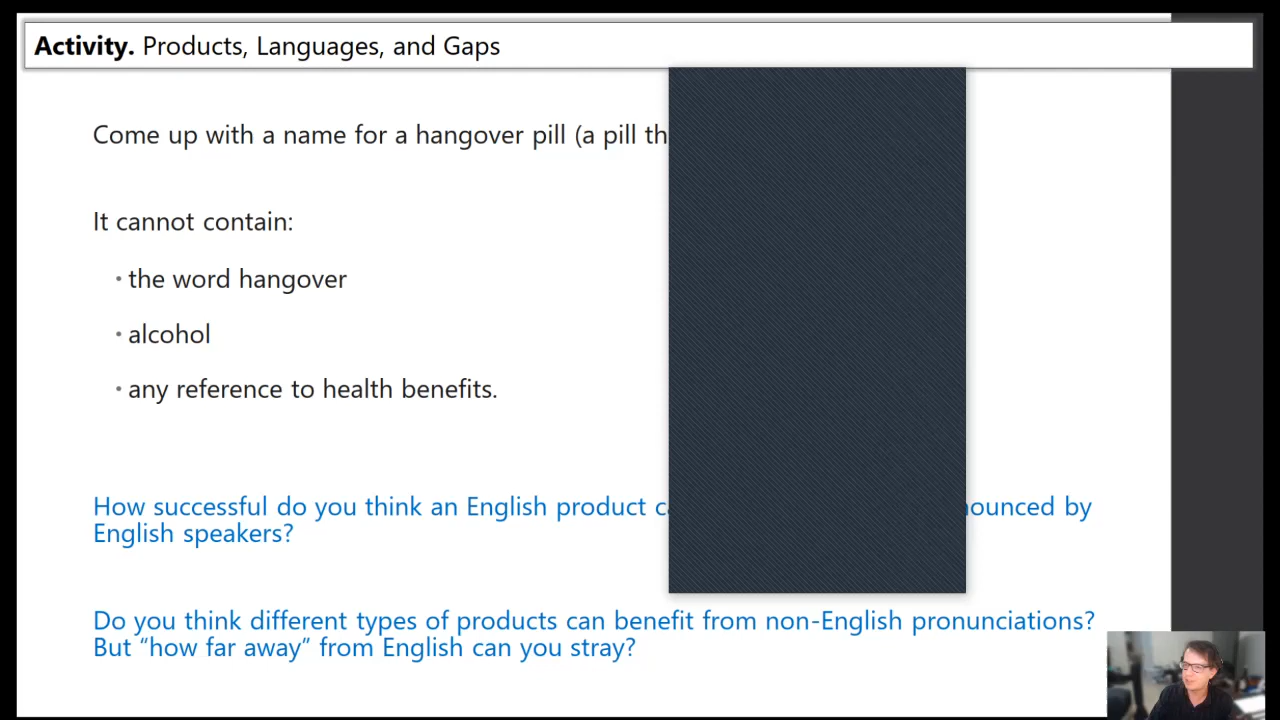 Activity. Products, Languages, and Gaps
Come up with a name for a hangover pill (a pill th
It cannot contain:
• the word hangover
• alcohol
• any reference to health benefits.
How successful do you think an English product nounced by
English speakers?
Do you think different types of products can benefit from non-English pronunciations?
But “how far away” from English can you stray?